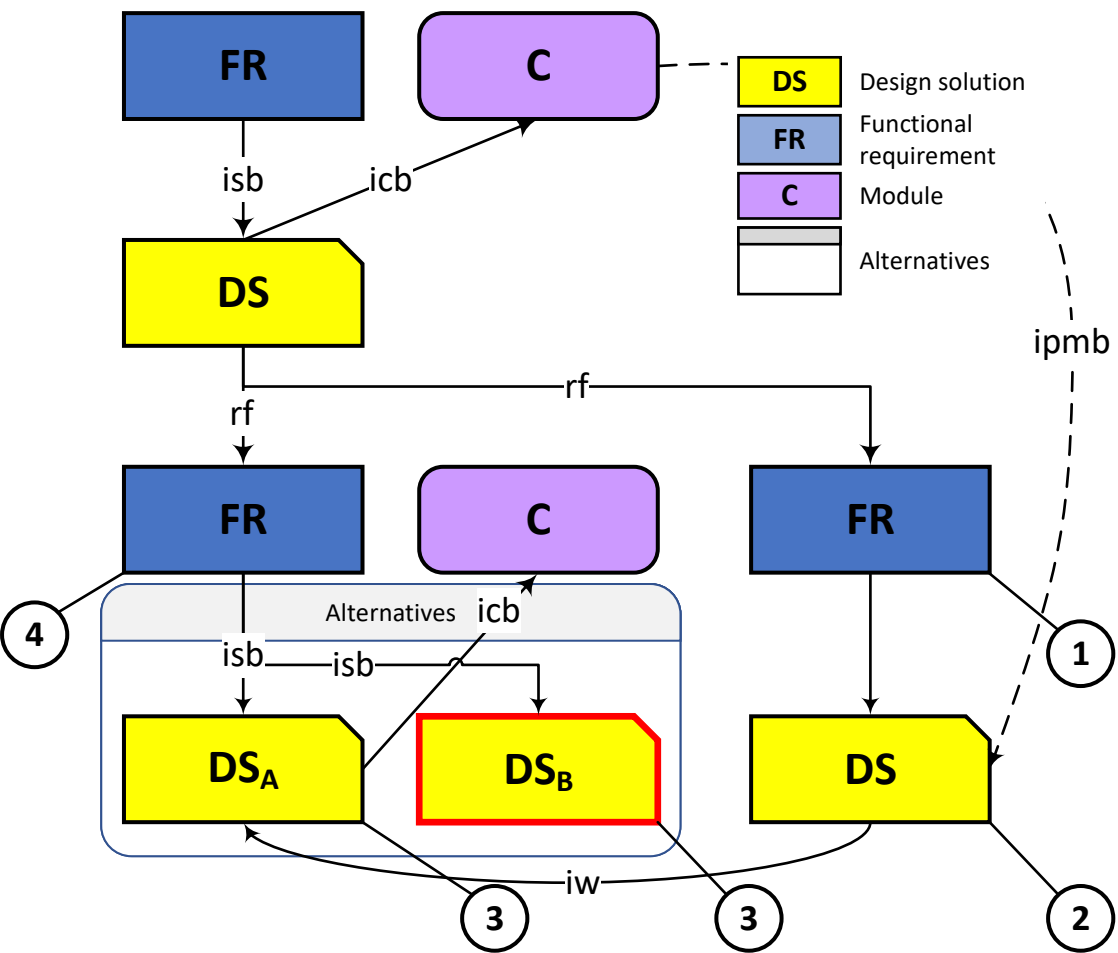 FR
C
DS
Design solution
FR
Functional
requirement
C
Module
Alternatives
isb
icb
DS
ipmb
rf
rf
FR
C
FR
4
Alternatives
icb
1
isb
isb
DSA
DSB
DS
iw
3
3
2